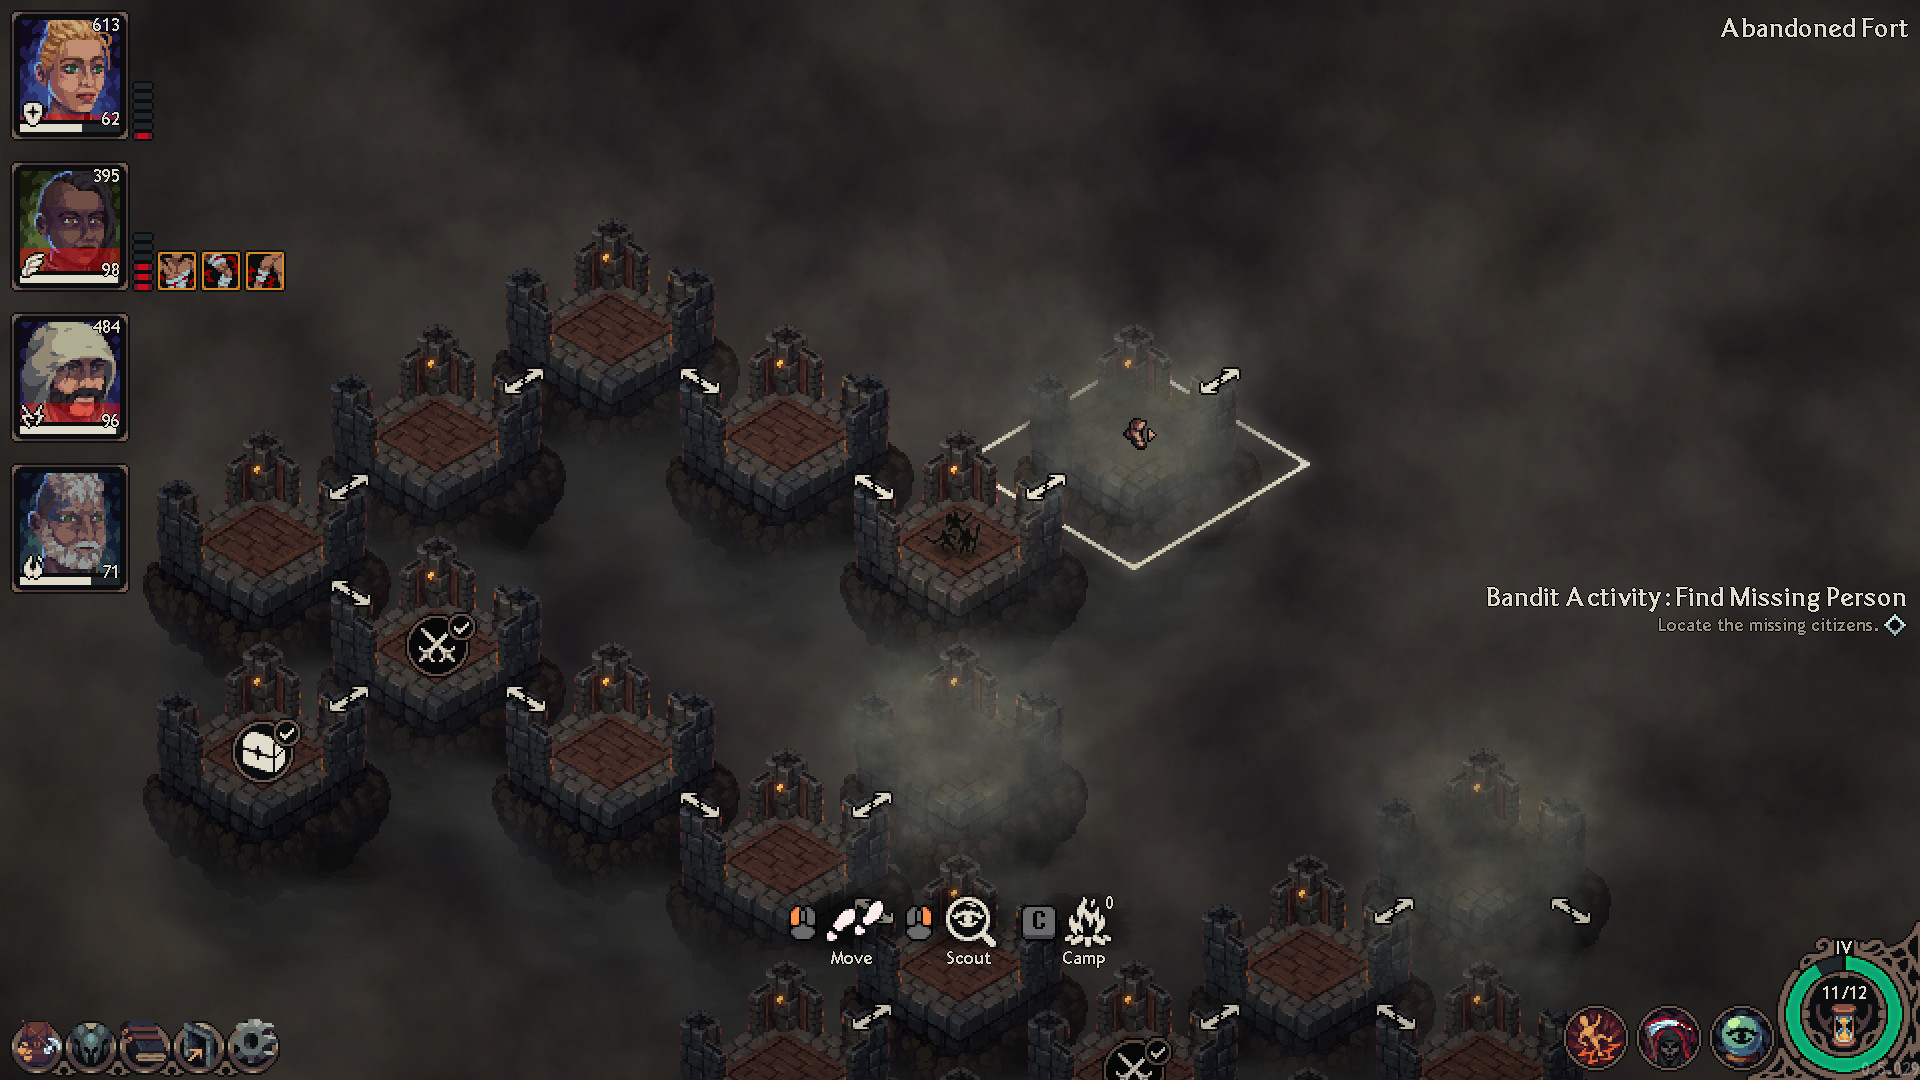 613
Abandoned Fort
62
395
98
484
96
71
Bandit Activity: Find Missing Person
Locate the missing citizens.
C
0
Move
Scout
Camp
IV
11/12